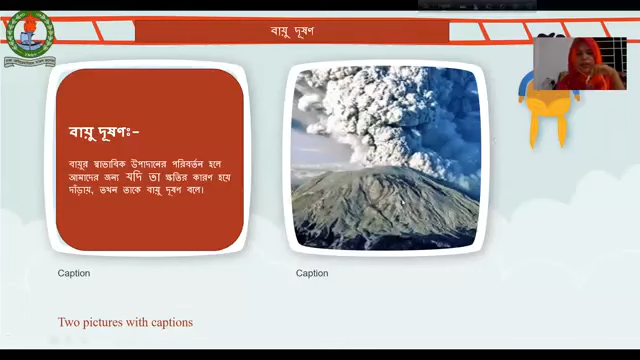 বায়ু দূষণ
বায়ু দূষণঃ-
বায়ুর স্বাভাবিক উপাদানের পরিবর্তন হলে
আমাদের জন্য যদি তা ক্ষতির কারণ হয়ে
দাঁড়ায়, তখন তাকে বায়ু দূষণ বলে।
Caption
Caption
Two pictures with captions